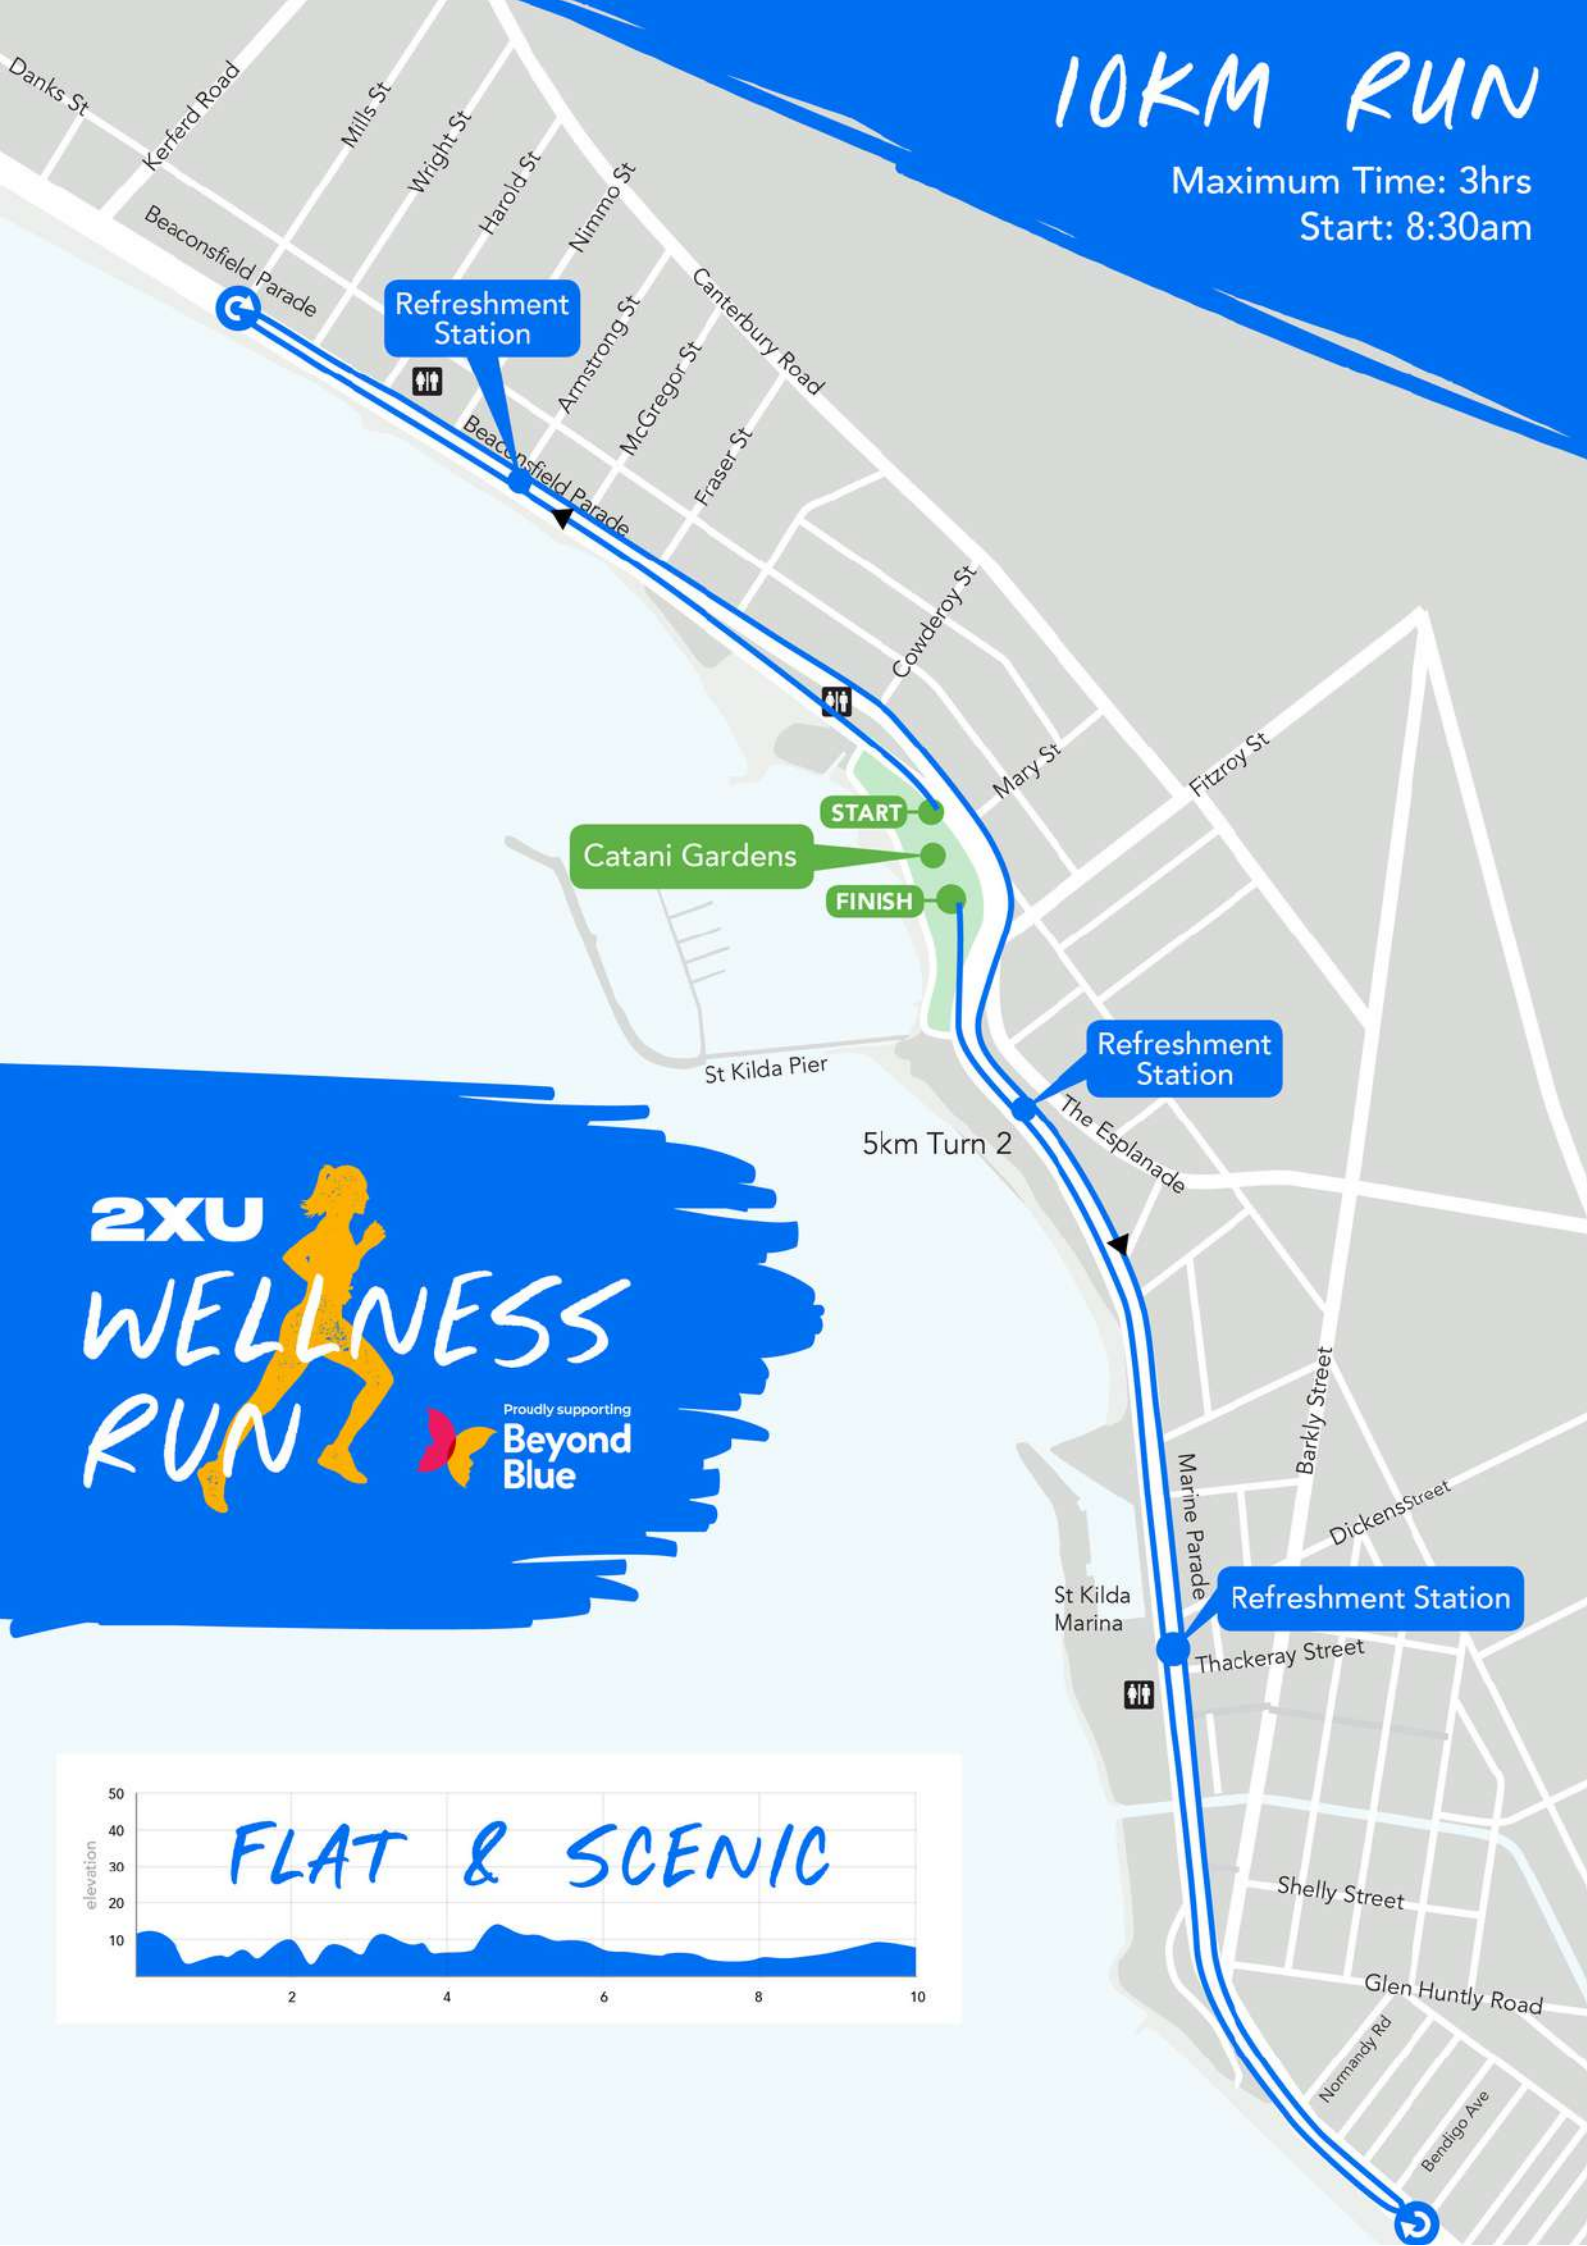 10KM RUN
Maximum Time: 3hrs
Start: 8:30am
Danks St
Kerferd Road
Mills St
Wright St
Harold St
Nimmo St
Beaconsfield Parade
Refreshment
Station
Armstrong St
McGregor St
Canterbury Road
Beaconsfield Parade
Fraser St
Cowderoy St
Mary St
Fitzroy St
START
Catani Gardens
FINISH
St Kilda Pier
Refreshment
Station
The Esplanade
5km Turn 2
2XU
WELLNESS
RUN
Proudly supporting
Beyond
Blue
Barkly Street
Marine Parade
DickensStreet
St Kilda
Marina
Refreshment Station
Thackeray Street
Shelly Street
Glen Huntly Road
Normandy Rd
Bendigo Ave
FLAT & SCENIC
elevation
50
40
30
20
10
2 4 6 8 10